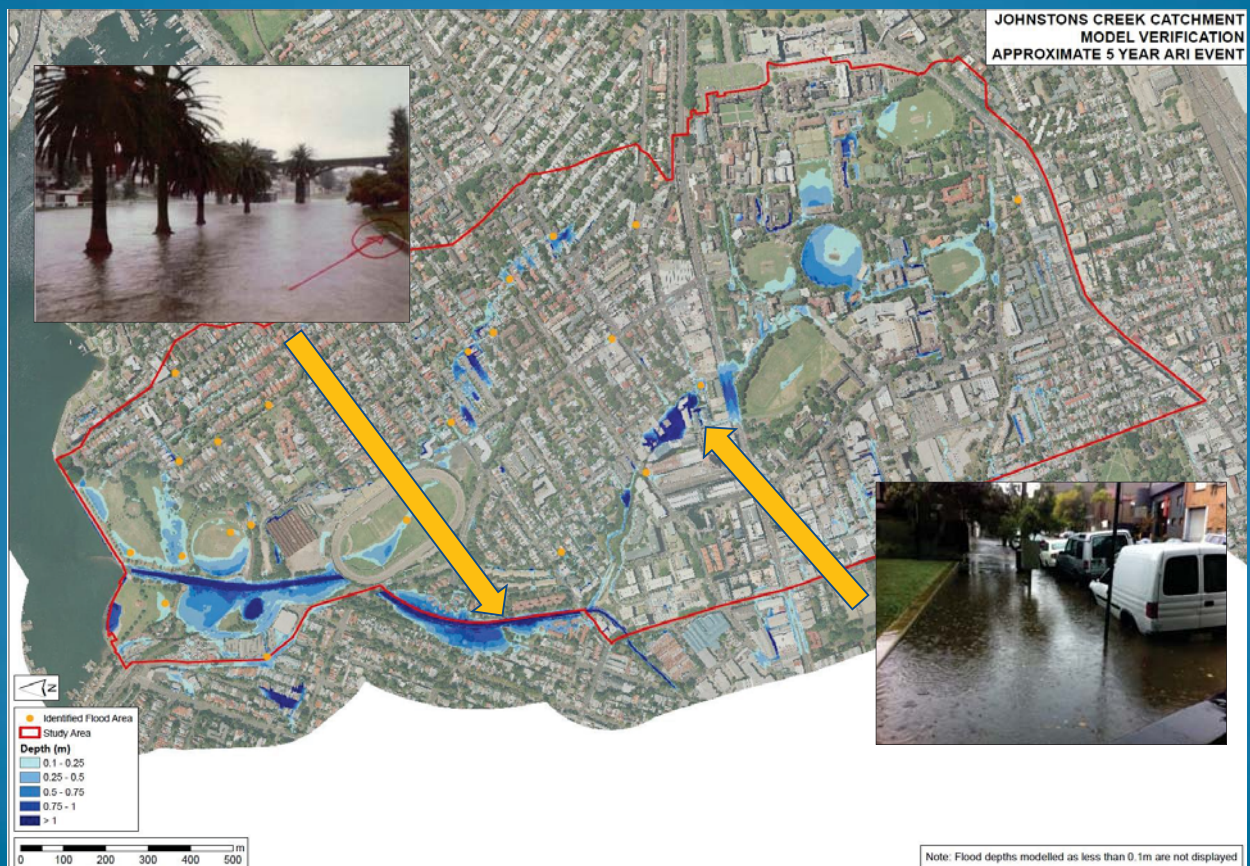 JOHNSTONS CREEK CATCHMENT
MODEL VERIFICATION
APPROXIMATE 5 YEAR ARI EVENT
N
Identified Flood Area
Study Area
Depth (m)
0.1 - 0.25
0.25 - 0.5
0.5 - 0.75
0.75 - 1
> 1
m
0 100 200 300 400 500
Note: Flood depths modelled as less than 0.1m are not displayed